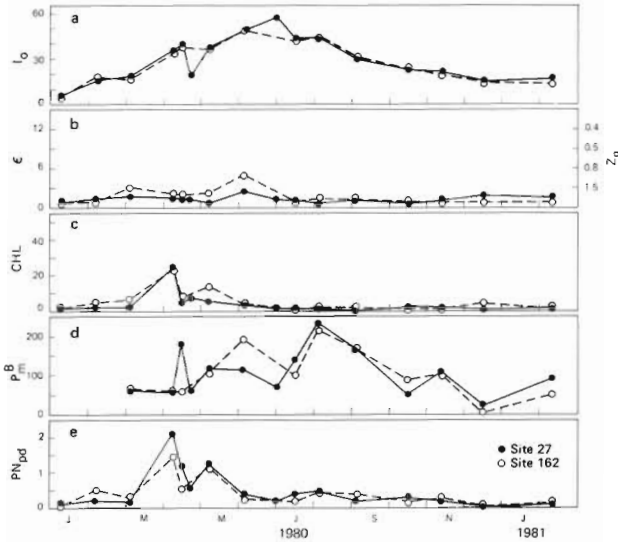 a
60
30
0
I₀
b
12
6
0
ε
0.4
0.5
0.8
1.5
c
40
20
0
CHL
d
200
100
0
Pᴮₘ
e
2
1
0
PNpd
Site 27
Site 162
J M M J S N J
1980 1981